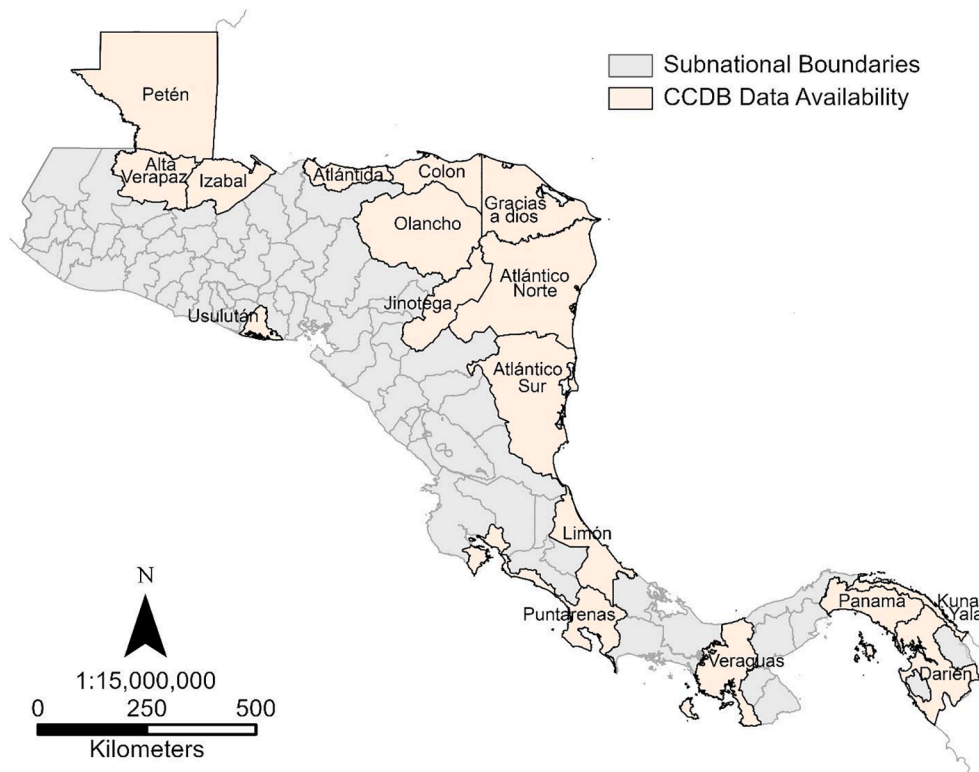 Subnational Boundaries
CCDB Data Availability
Petén
Alta
Verapaz
Izabal
Atlántida
Colon
Gracias
a dios
Olancho
Atlántico
Norte
Jinotega
Usulután
Atlántico
Sur
Limón
Puntarenas
Veraguas
Panamá
Kuna
Yala
Darién
N
1:15,000,000
0 250 500
Kilometers